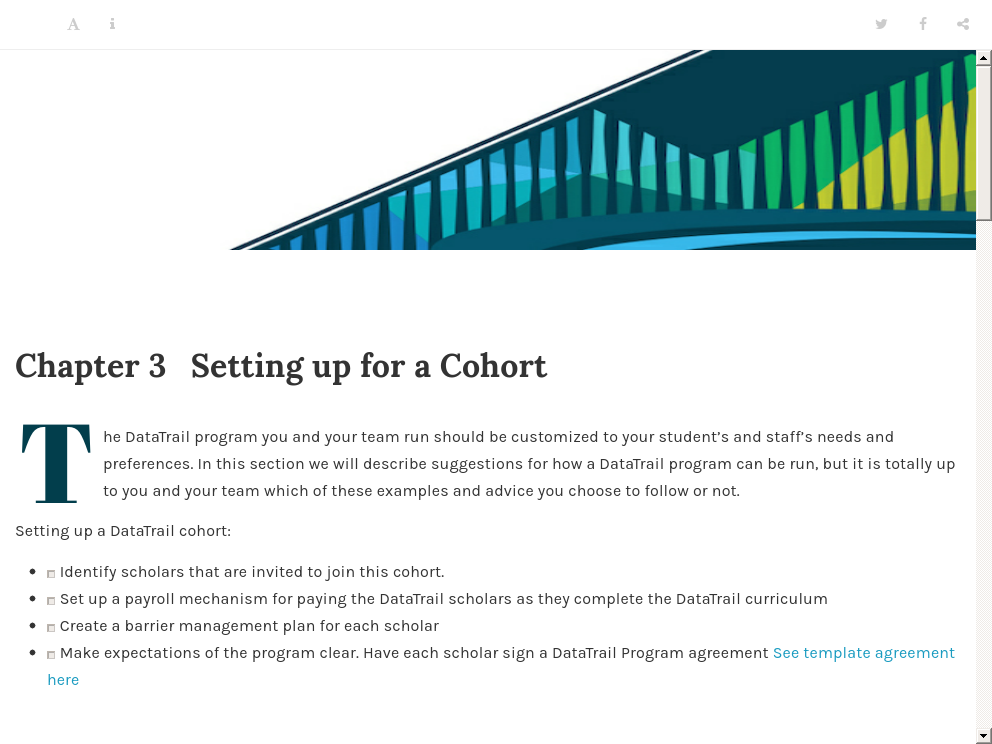 A i
Chapter 3 Setting up for a Cohort
The DataTrail program you and your team run should be customized to your student’s and staff’s needs and
preferences. In this section we will describe suggestions for how a DataTrail program can be run, but it is totally up
to you and your team which of these examples and advice you choose to follow or not.
Setting up a DataTrail cohort:
Identify scholars that are invited to join this cohort.
Set up a payroll mechanism for paying the DataTrail scholars as they complete the DataTrail curriculum
Create a barrier management plan for each scholar
Make expectations of the program clear. Have each scholar sign a DataTrail Program agreement See template agreement
here